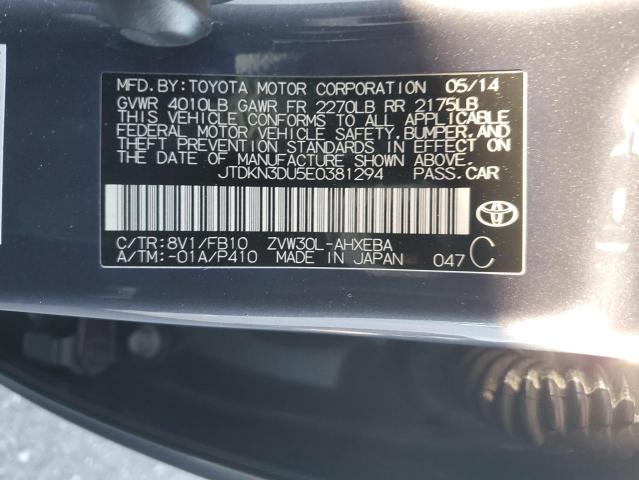 MFD. BY: TOYOTA MOTOR CORPORATION 05/14
GVWR 4010LB GAWR FR 2270LB RR 2175LB
THIS VEHICLE CONFORMS TO ALL APPLICABLE
FEDERAL MOTOR VEHICLE SAFETY, BUMPER, AND
THEFT PREVENTION STANDARDS IN EFFECT ON
THE DATE OF MANUFACTURE SHOWN ABOVE.
JTDKN3DU5E0381294 PASS. CAR
C/TR: 8V1/FB10 ZVW30L-AHXEBA
A/TM: -01A/P410 MADE IN JAPAN 047 C